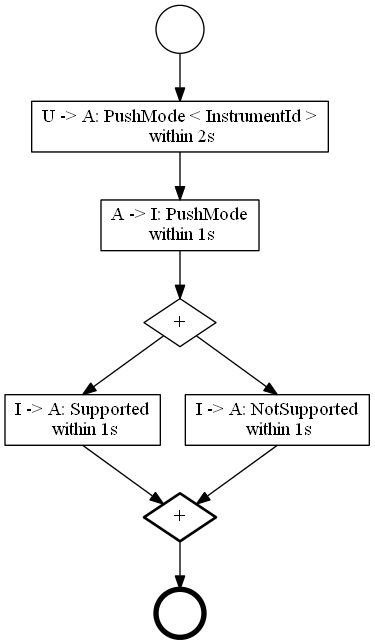 U -> A: PushMode < InstrumentId >
within 2s
A -> I: PushMode
within 1s
+
I -> A: Supported
within 1s
I -> A: NotSupported
within 1s
+